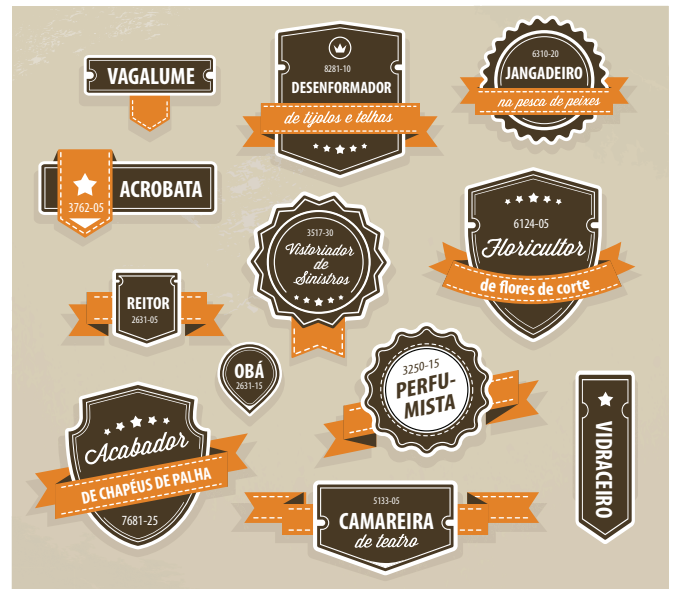 VAGALUME
8281-10
DESENFORMADOR
de tijolos e telhas
6310-20
JANGADEIRO
na pesca de peixes
3762-05
ACROBATA
3517-30
Vistoriador
de
Sinistros
6124-05
Floricultor
de flores de corte
REITOR
2631-05
OBÁ
2631-15
3250-15
PERFU-
MISTA
VIDRACEIRO
Acabador
DE CHAPÉUS DE PALHA
7681-25
5133-05
CAMAREIRA
de teatro